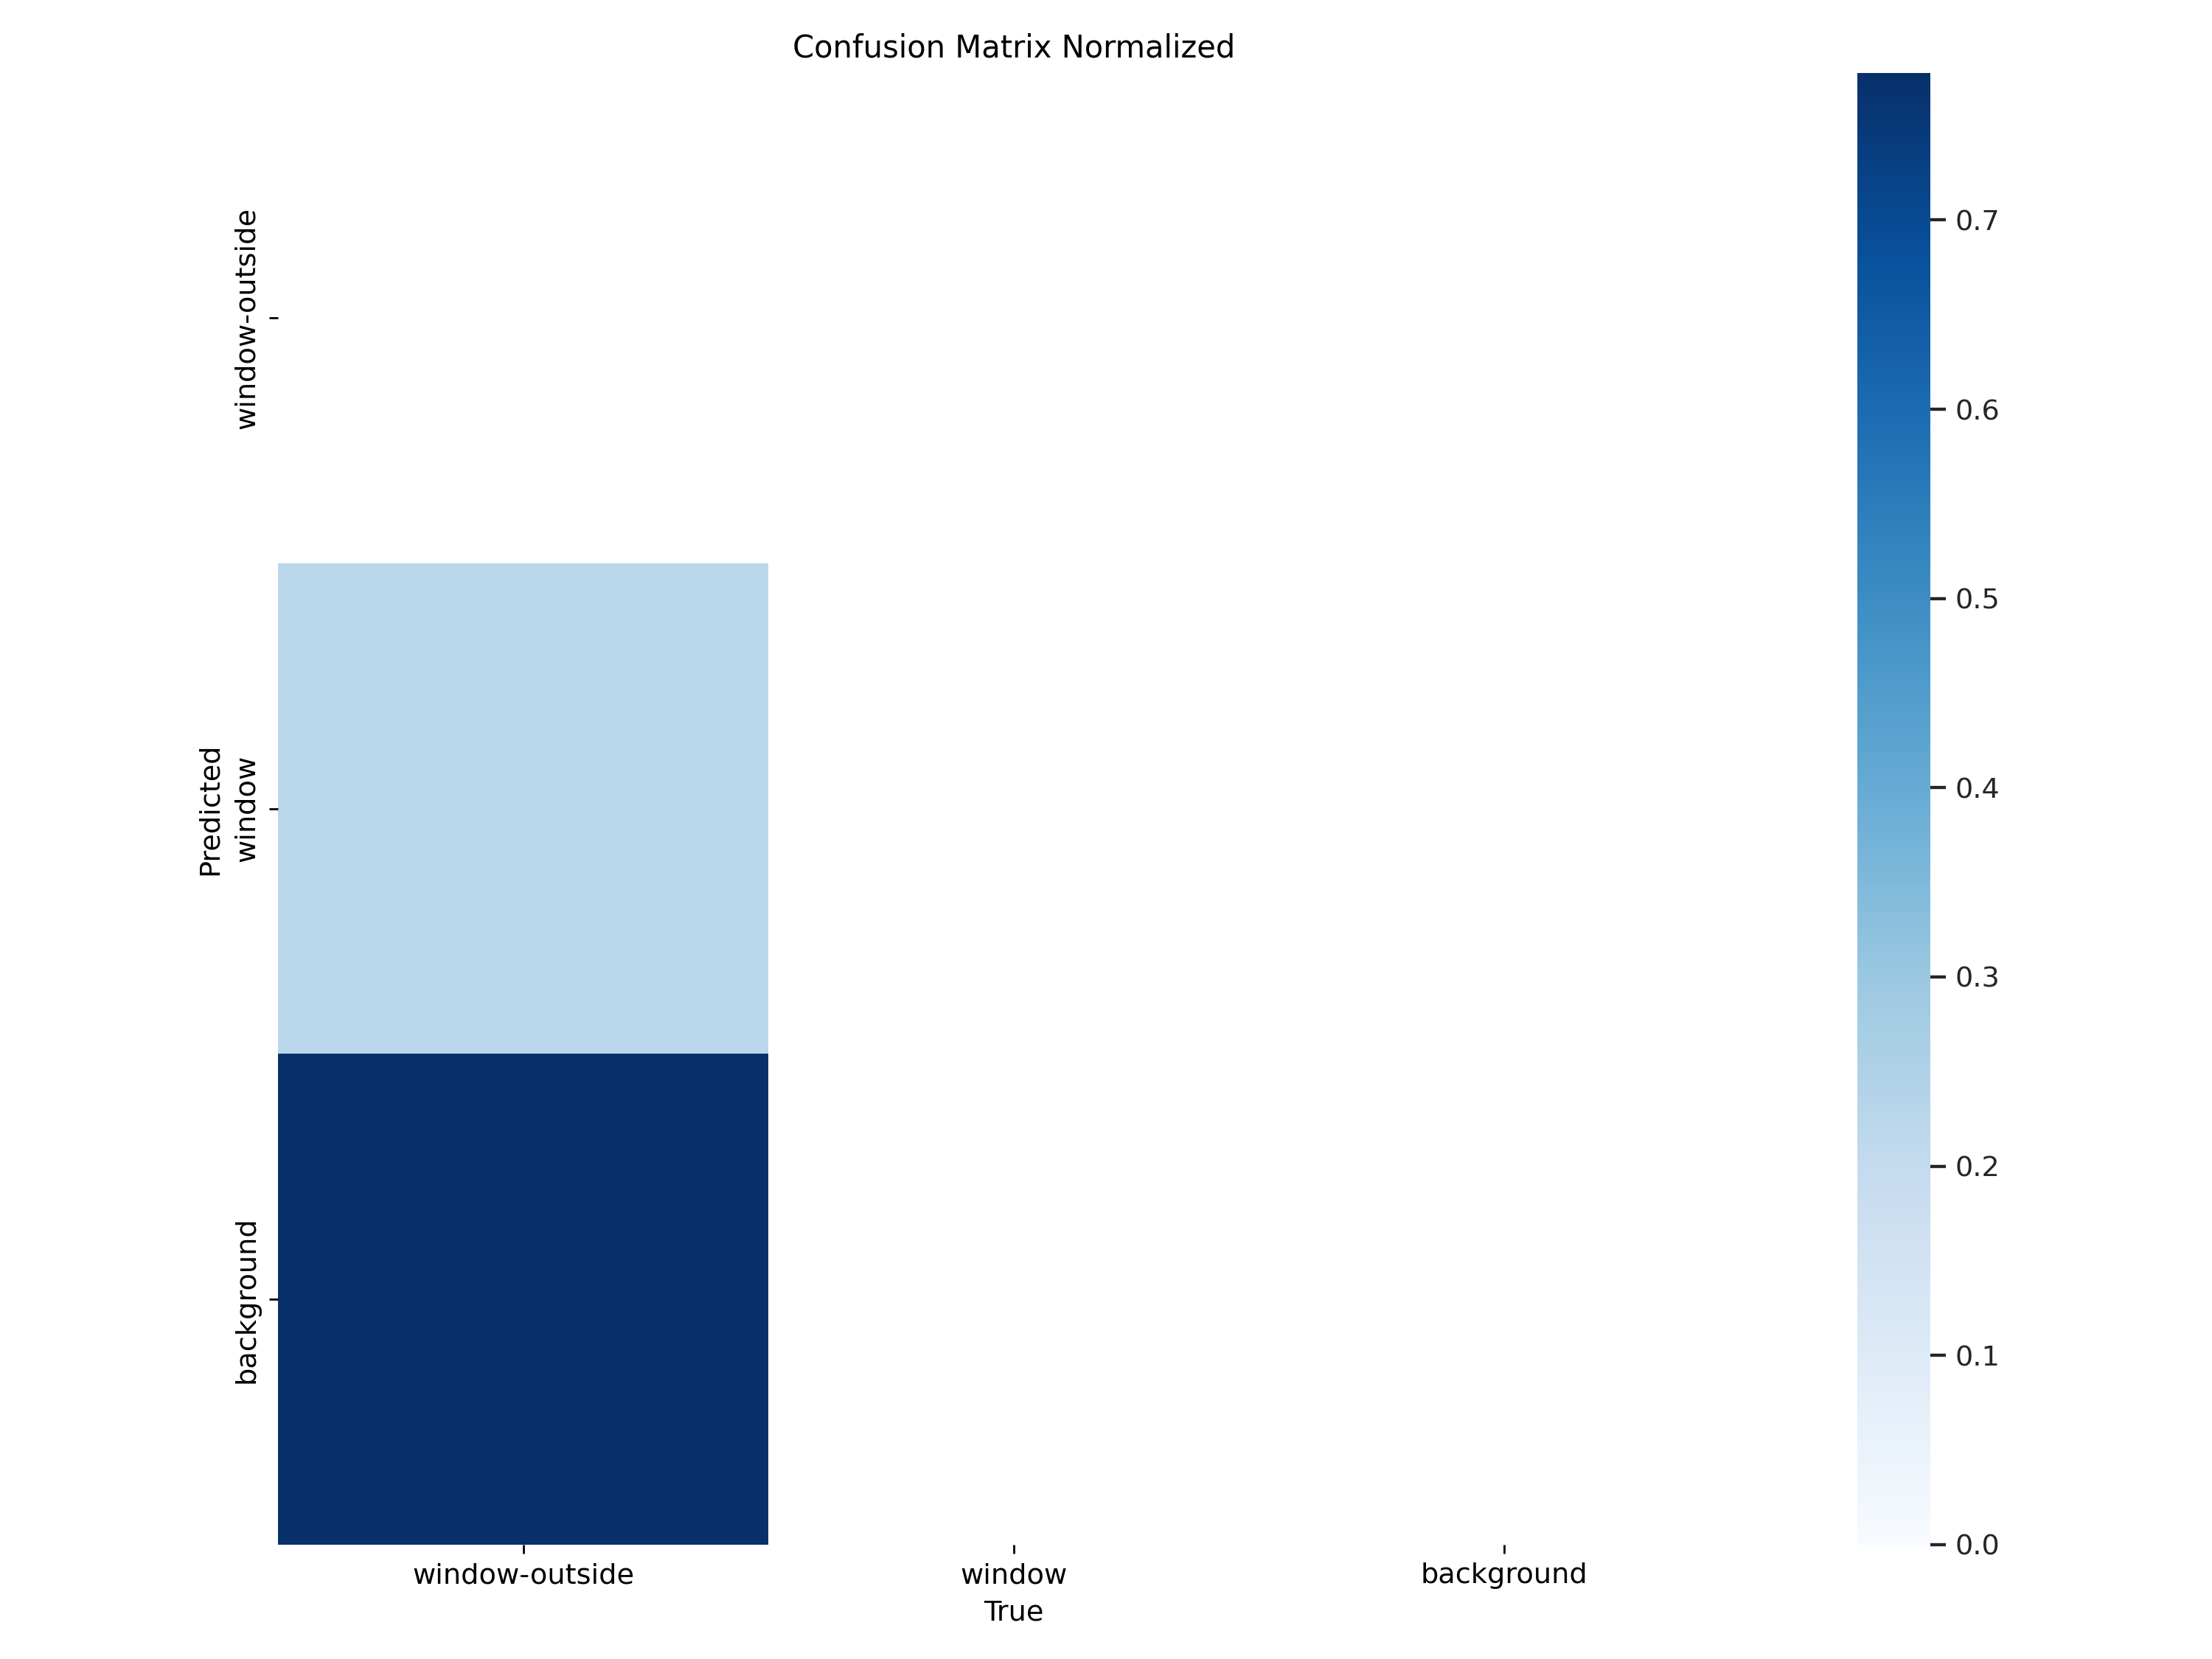 Confusion Matrix Normalized
window-outside
window
background
Predicted
window-outside
window
background
True
0.7
0.6
0.5
0.4
0.3
0.2
0.1
0.0